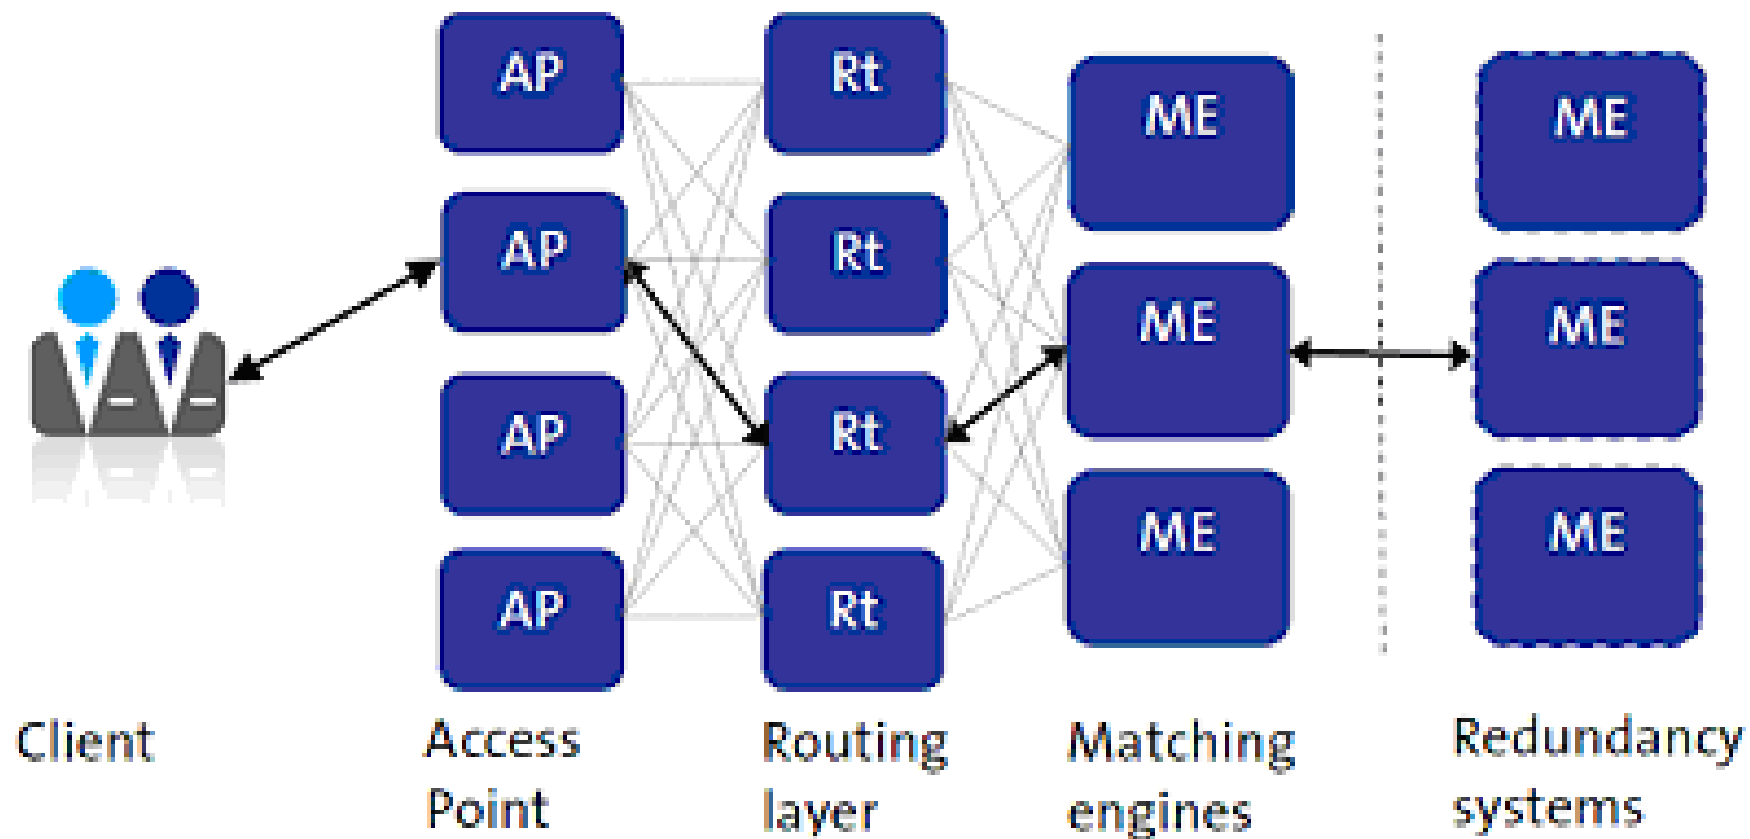 AP
Rt
ME
ME
AP
Rt
ME
ME
AP
Rt
ME
ME
AP
Rt
Client
Access
Point
Routing
layer
Matching
engines
Redundancy
systems